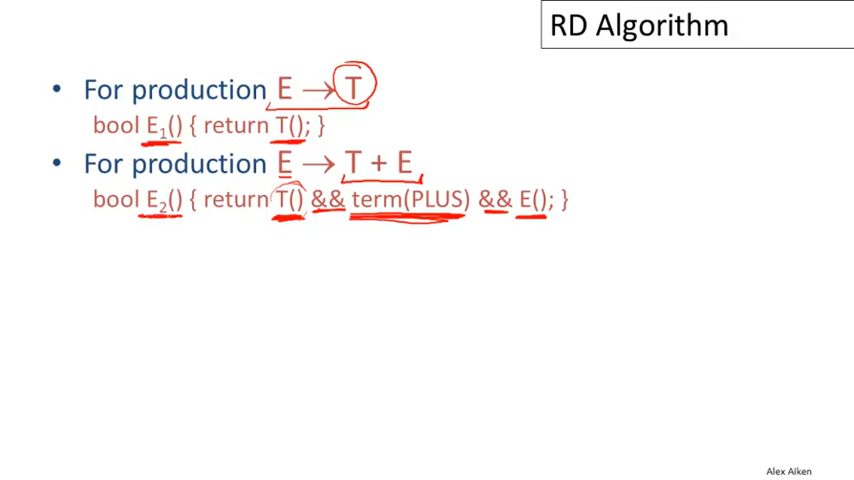 RD Algorithm
• For production E → T
bool E₁() { return T(); }
• For production E → T + E
bool E₂() { return T() && term(PLUS) && E(); }
Alex Aiken